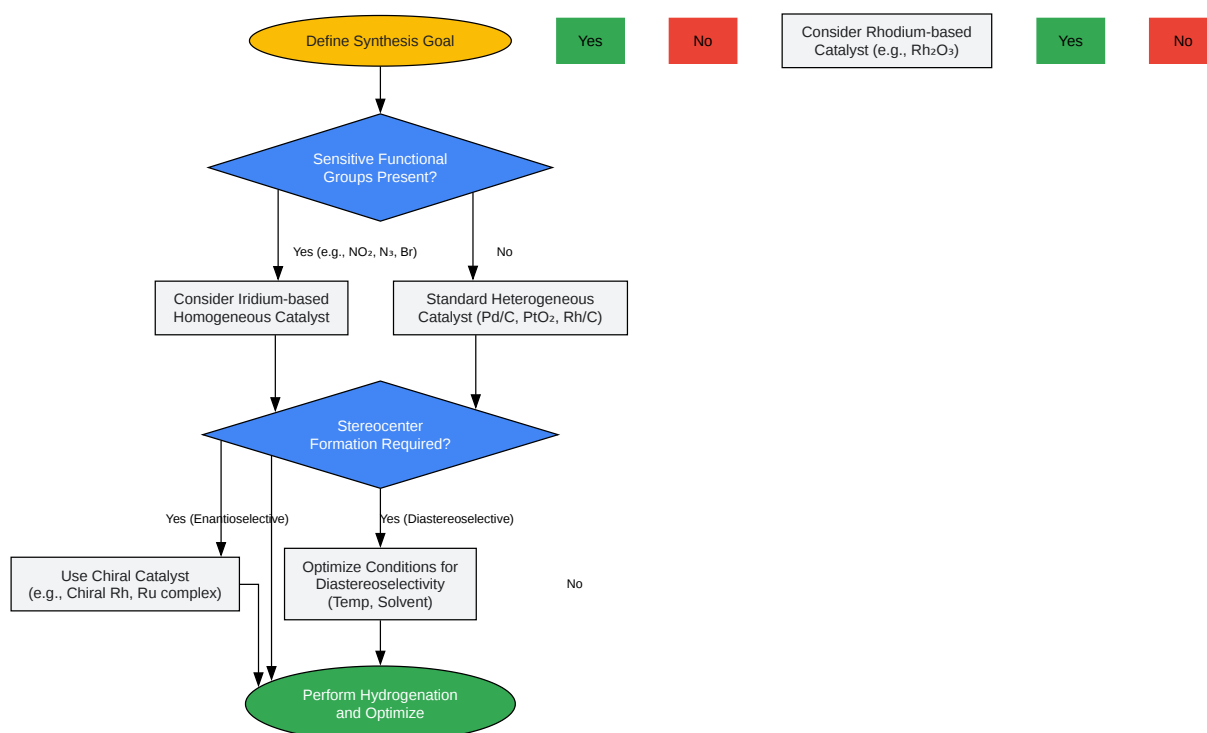 Define Synthesis Goal
Yes
No
Consider Rhodium-based
Catalyst (e.g., Rh₂O₃)
Yes
No
Sensitive Functional
Groups Present?
Yes (e.g., NO₂, N₃, Br)
No
Consider Iridium-based
Homogeneous Catalyst
Standard Heterogeneous
Catalyst (Pd/C, PtO₂, Rh/C)
Stereocenter
Formation Required?
Yes (Enantioselective)
Yes (Diastereoselective)
Use Chiral Catalyst
(e.g., Chiral Rh, Ru complex)
Optimize Conditions for
Diastereoselectivity
(Temp, Solvent)
No
Perform Hydrogenation
and Optimize